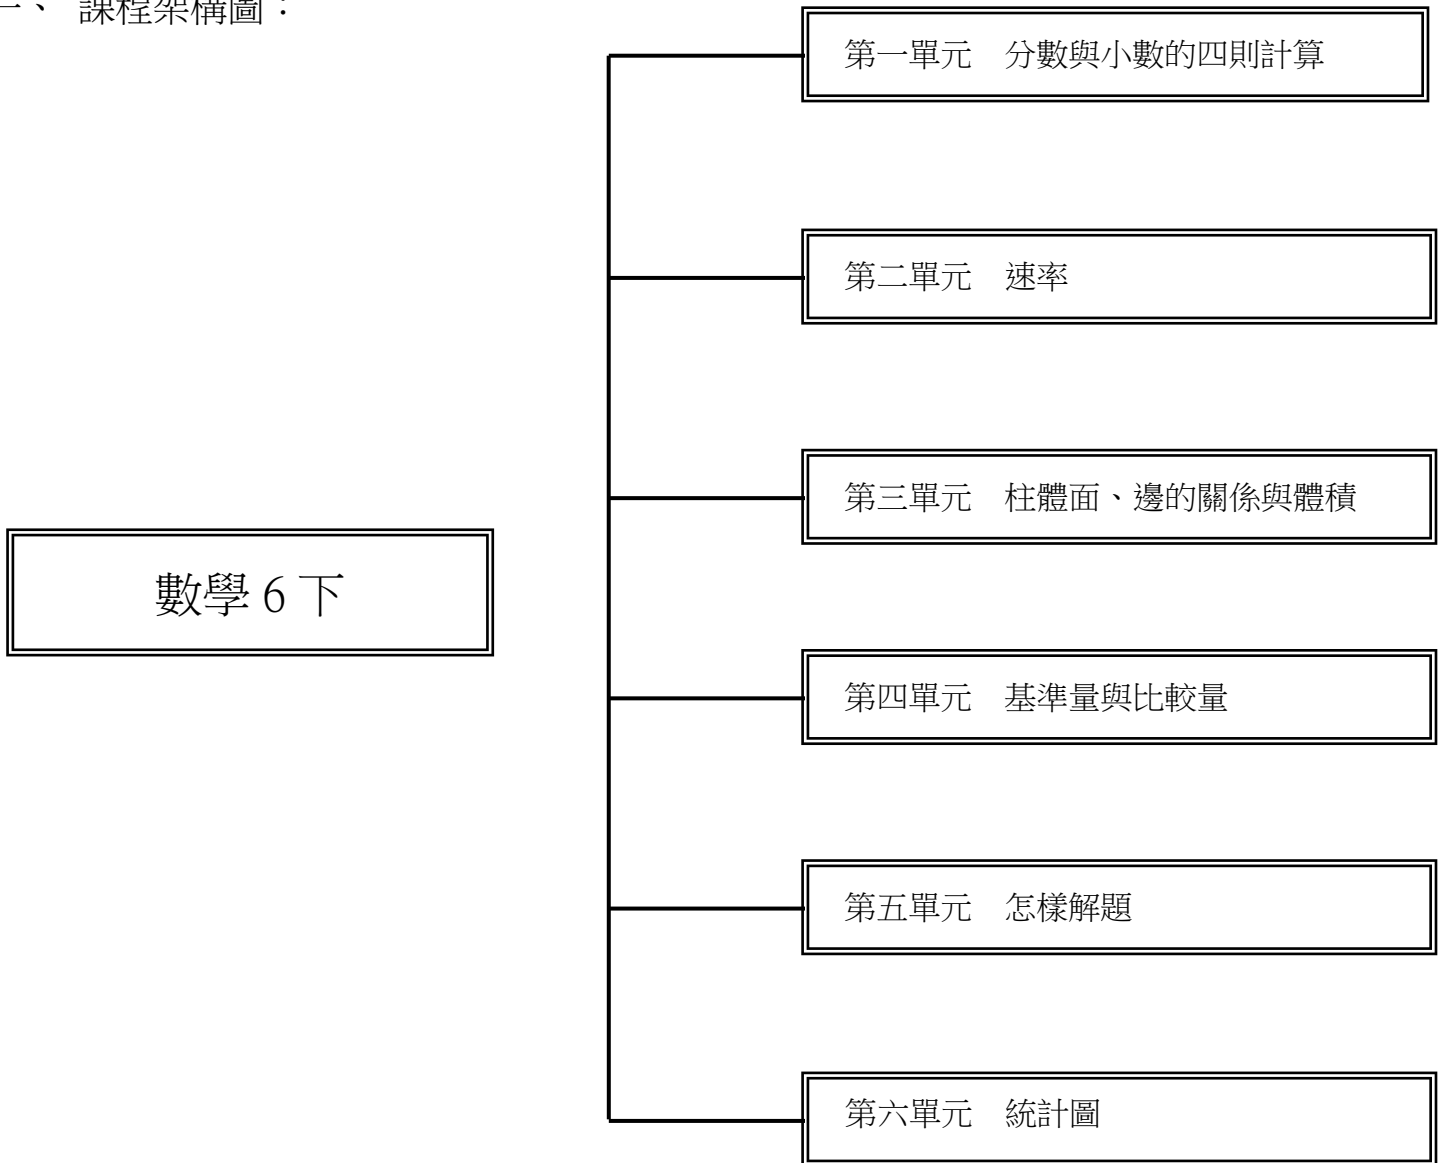 一、 課程架構圖：
第一單元　分數與小數的四則計算
第二單元　速率
第三單元　柱體面、邊的關係與體積
數學 6 下
第四單元　基準量與比較量
第五單元　怎樣解題
第六單元　統計圖